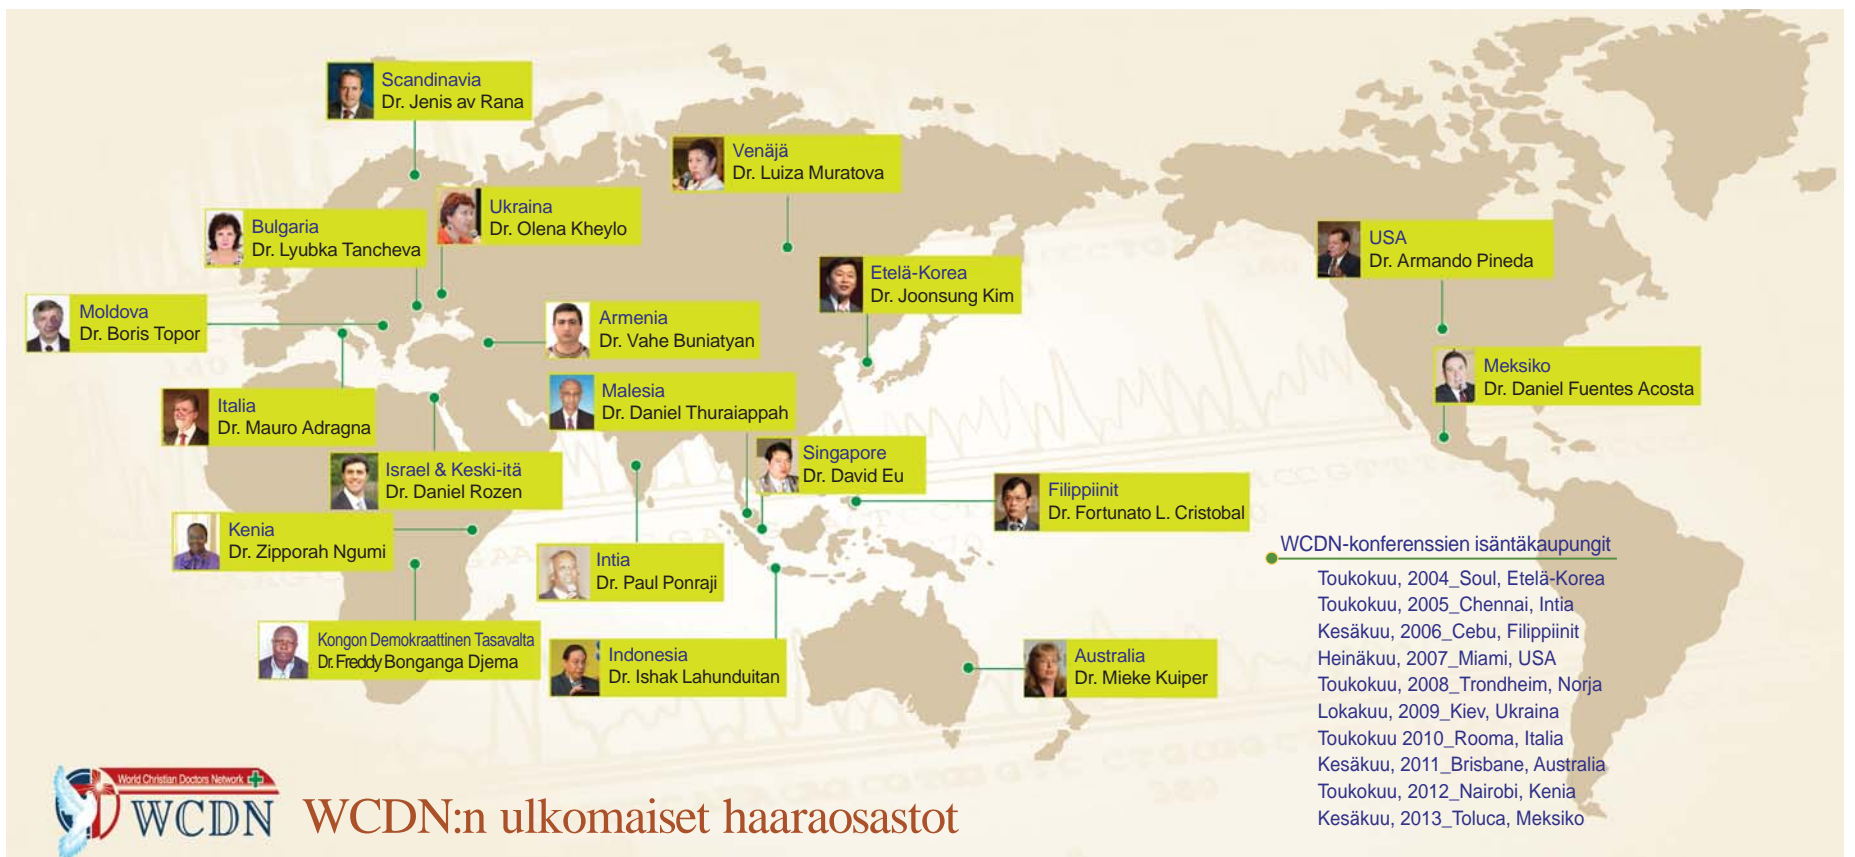 Scandinavia
Dr. Jenis av Rana
Venäjä
Dr. Luiza Muratova
Ukraina
Dr. Olena Kheylo
Bulgaria
Dr. Lyubka Tancheva
USA
Dr. Armando Pineda
Etelä-Korea
Dr. Joonsung Kim
Moldova
Dr. Boris Topor
Armenia
Dr. Vahe Buniatyan
Meksiko
Dr. Daniel Fuentes Acosta
Malesia
Dr. Daniel Thuraiappah
Italia
Dr. Mauro Adragna
Singapore
Dr. David Eu
Israel & Keski-itä
Dr. Daniel Rozen
Filippiinit
Dr. Fortunato L. Cristobal
Kenia
Dr. Zipporah Ngumi
Intia
Dr. Paul Ponraji
Kongon Demokraattinen Tasavalta
Dr. Freddy Bonganga Djema
Indonesia
Dr. Ishak Lahunduitan
Australia
Dr. Mieke Kuiper
WCDN-konferenssien isäntäkaupungit
Toukokuu, 2004_Soul, Etelä-Korea
Toukokuu, 2005_Chennai, Intia
Kesäkuu, 2006_Cebu, Filippiinit
Heinäkuu, 2007_Miami, USA
Toukokuu, 2008_Trondheim, Norja
Lokakuu, 2009_Kiev, Ukraina
Toukokuu 2010_Rooma, Italia
Kesäkuu, 2011_Brisbane, Australia
Toukokuu, 2012_Nairobi, Kenia
Kesäkuu, 2013_Toluca, Meksiko
World Christian Doctors Network
WCDN
WCDN:n ulkomaiset haaraosastot